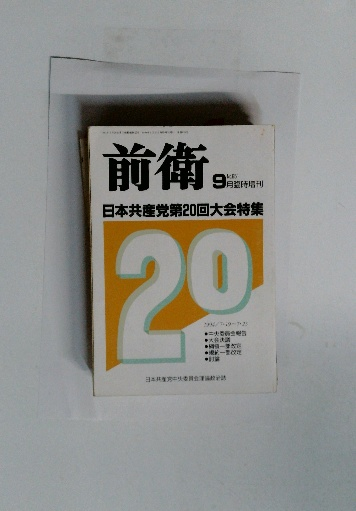 前衛
9月臨時増刊
日本共産党第20回大会特集
20
●中央委員会報告
●大会決議
●綱領一部改定
●規約一部改定
●討論
日本共産党中央委員会理論政治誌